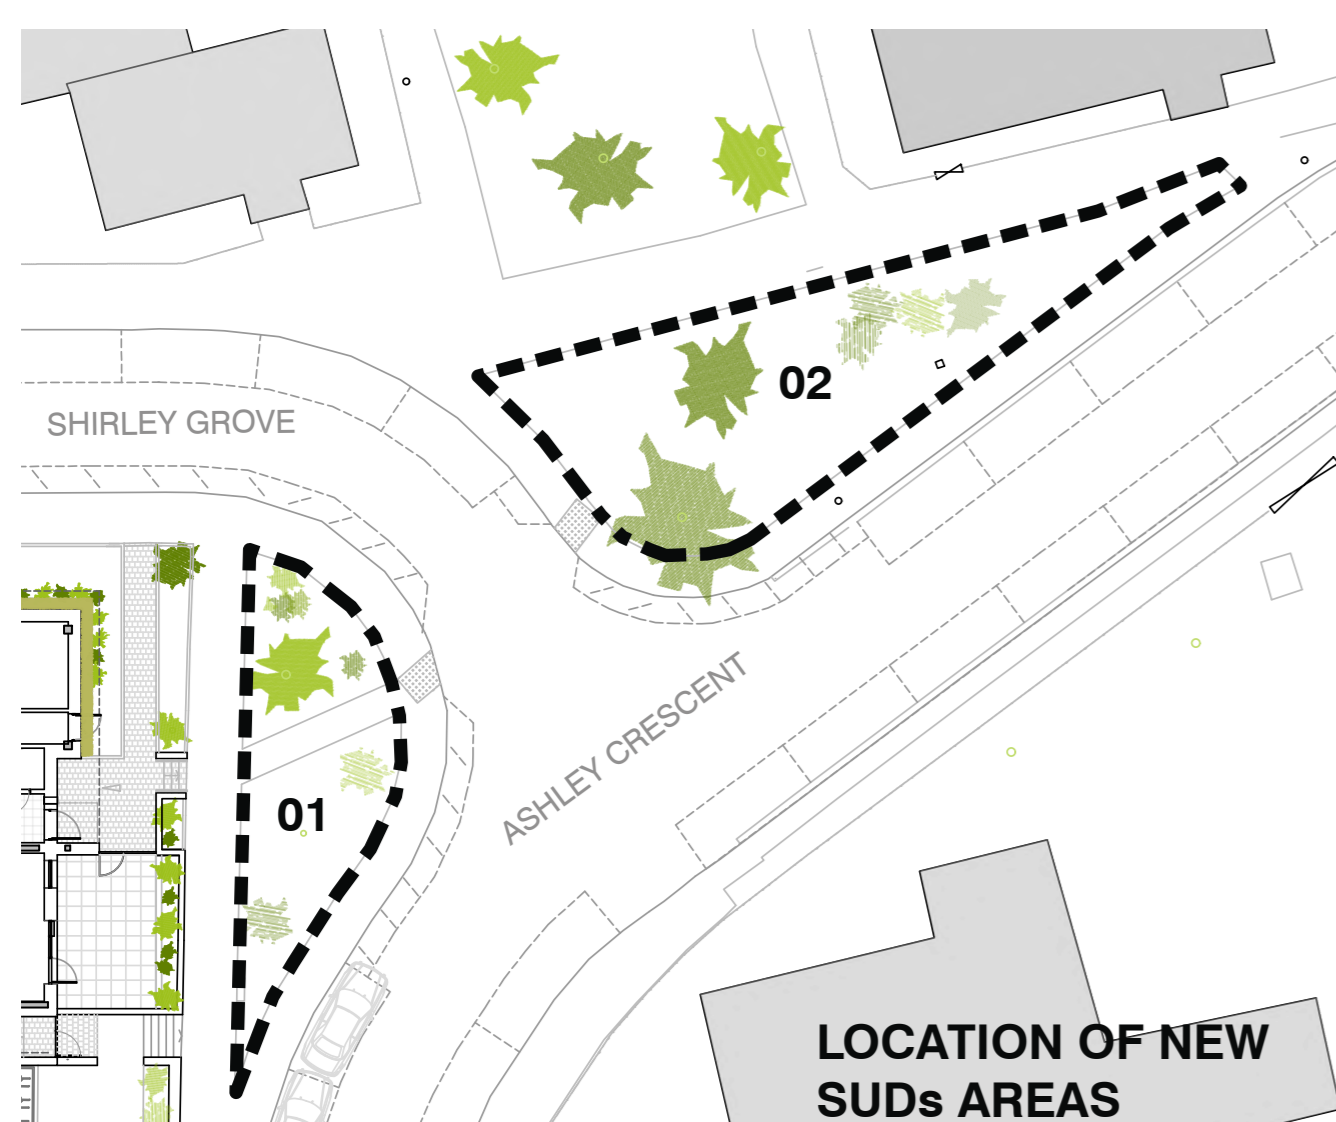 02
SHIRLEY GROVE
ASHLEY CRESCENT
01
LOCATION OF NEW
SUDs AREAS